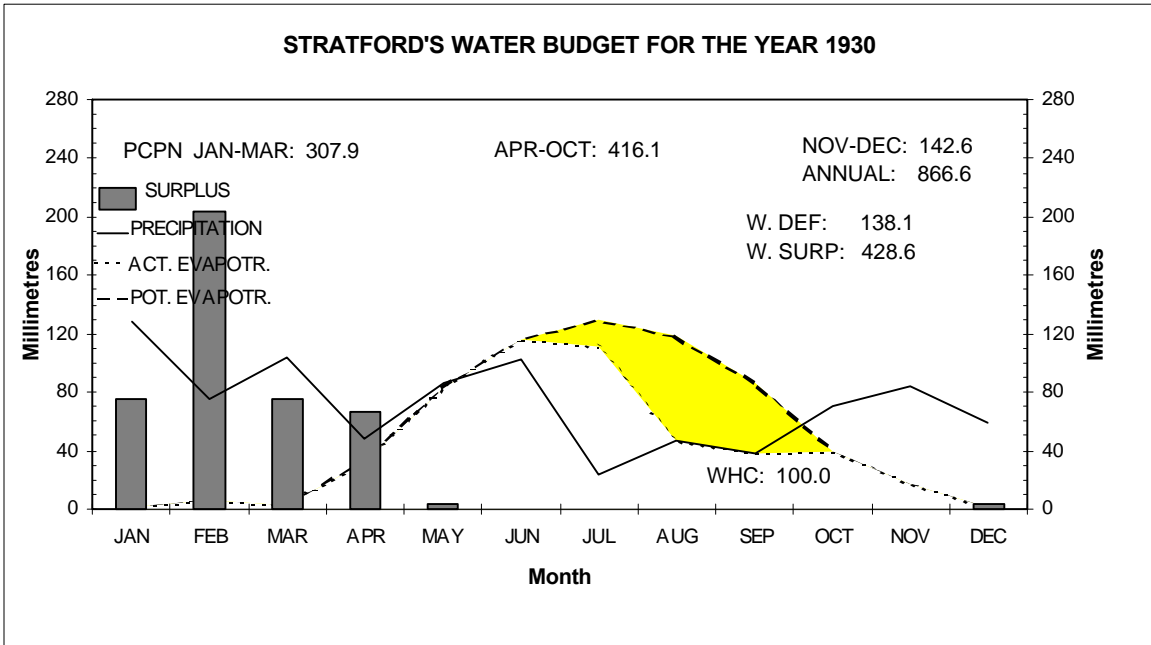 STRATFORD'S WATER BUDGET FOR THE YEAR 1930
280
240
200
160
120
80
40
0
Millimetres
PCPN JAN-MAR: 307.9
APR-OCT: 416.1
NOV-DEC: 142.6
ANNUAL: 866.6
SURPLUS
PRECIPITATION
ACT. EVAPOTR.
POT. EVAPOTR.
W. DEF: 138.1
W. SURP: 428.6
WHC: 100.0
280
240
200
160
120
80
40
0
Millimetres
JAN FEB MAR APR MAY JUN JUL AUG SEP OCT NOV DEC
Month